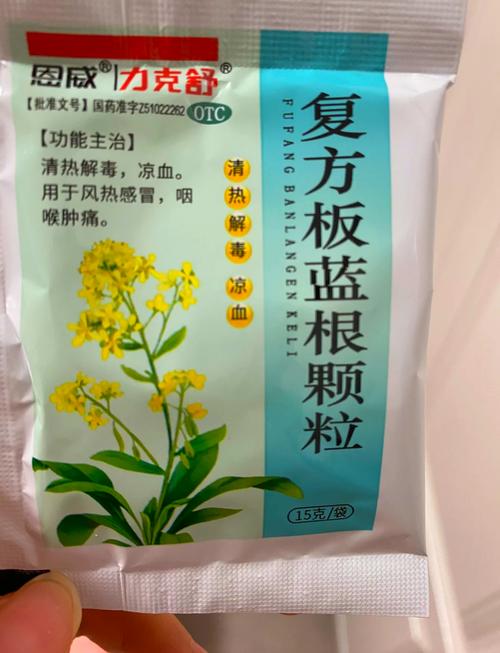 恩威®|力克舒®
【批准文号】国药准字Z51022262 OTC
【功能主治】
清热解毒，凉血。
用于风热感冒，咽
喉肿痛。
清热解毒 凉血
FUFANG BANLANGEN KELI
复方板蓝根颗粒
15克/袋